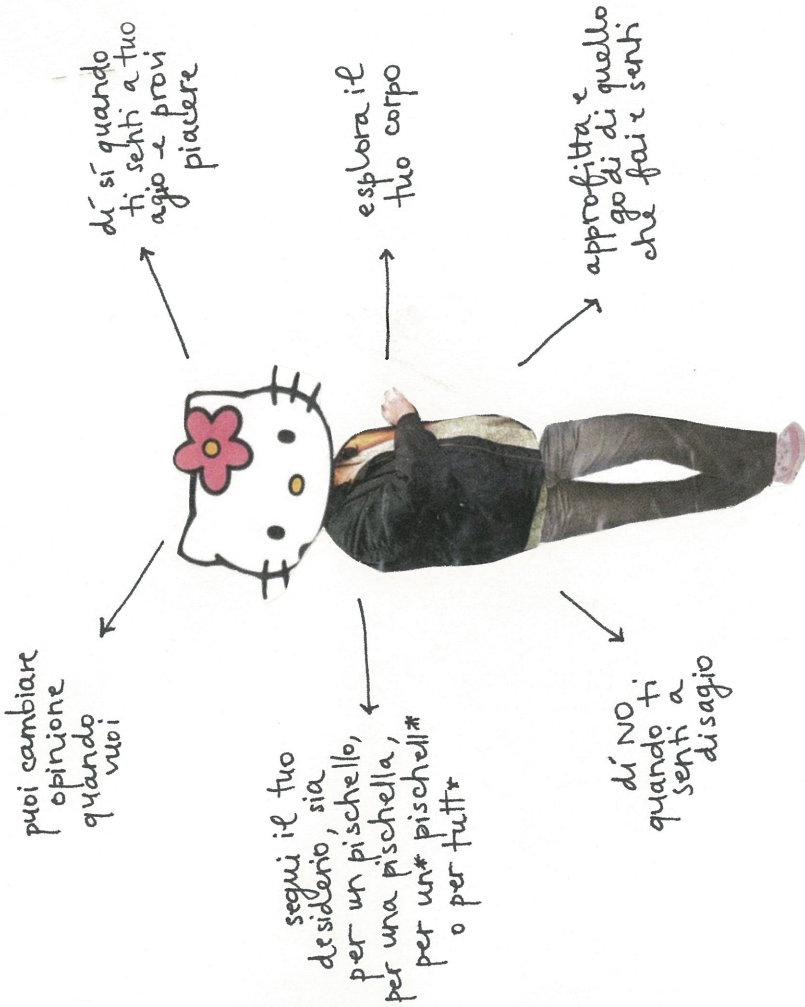 puoi cambiare
opinione
quando
vuoi
dí sí quando
ti senti a tuo
agio e provi
piacere
segui il tuo
desiderio, sia
per un pischello,
per una pischella,
per un* pischell*
o per tutt*
esplora il
tuo corpo
dí NO
quando ti
senti a
disagio
approfitta e
godi di quello
che fai e senti